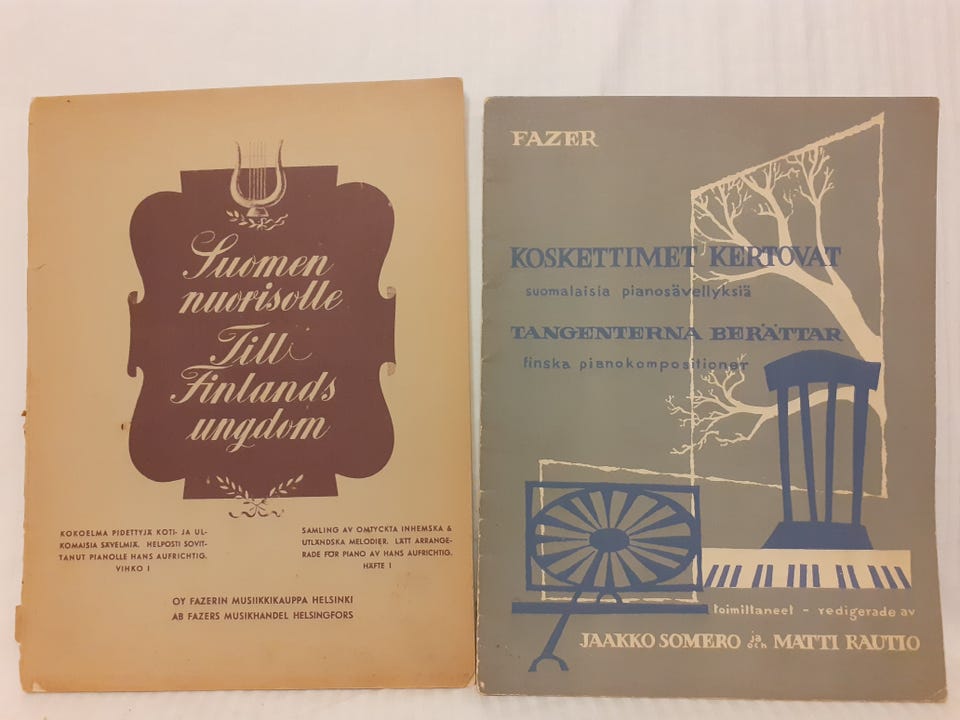 Suomen
nuorisolle
Till
Finlands
ungdom
KOKOELMA PIDETTYJÄ KOTI- JA UL-
KOMAISIA SÄVELMIÄ. HELPOSTI SOVIT-
TANUT PIANOLLE HANS AUFRICHTIG.
VIHKO I
SAMLING AV OMTYCKTA INHEMSKA &
UTLÄNDSKA MELODIER. LÄTT ARRANGE-
RADE FÖR PIANO AV HANS AUFRICHTIG.
HÄFTE I
OY FAZERIN MUSIIKKIKAUPPA HELSINKI
AB FAZERS MUSIKHANDEL HELSINGFORS
FAZER
KOSKETTIMET KERTOVAT
suomalaisia pianosävellyksiä
TANGENTERNA BERÄTTAR
finska pianokompositioner
toimittaneet - redigerade av
JAAKKO SOMERO ja och MATTI RAUTIO